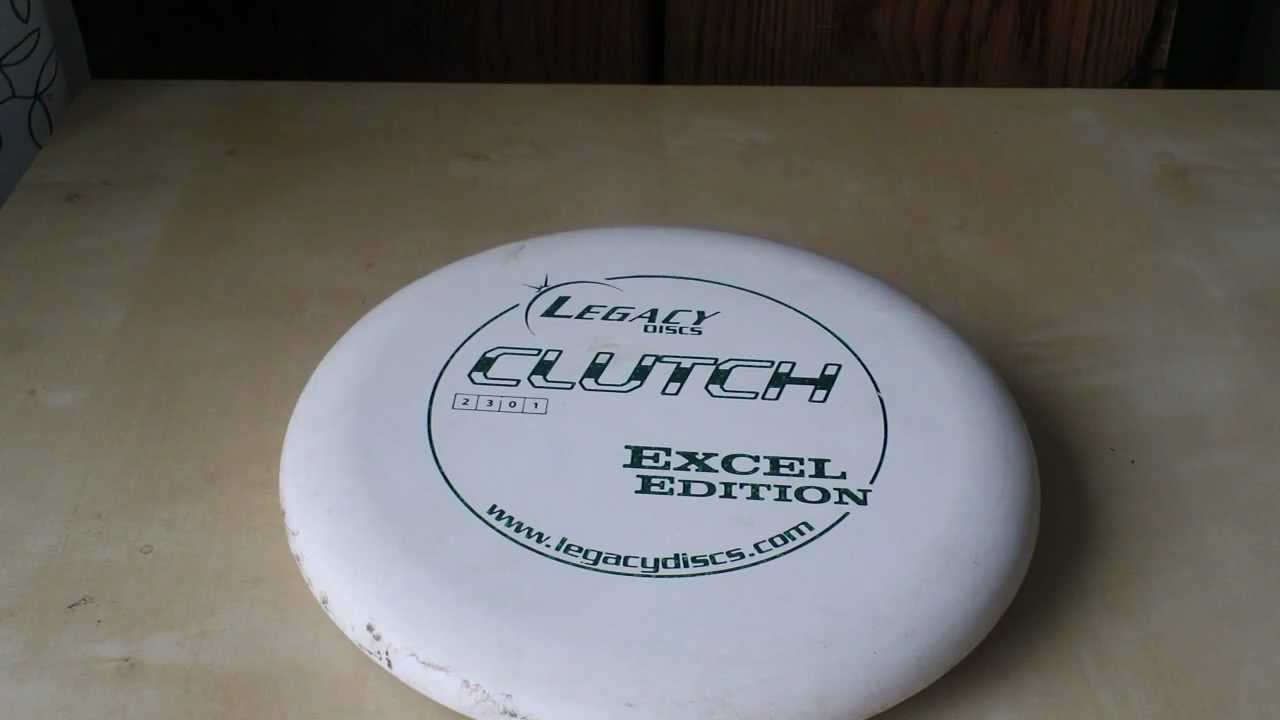 LEGACY
DISCS
CLUTCH
2 3 0 1
EXCEL
EDITION
www.legacydiscs.com